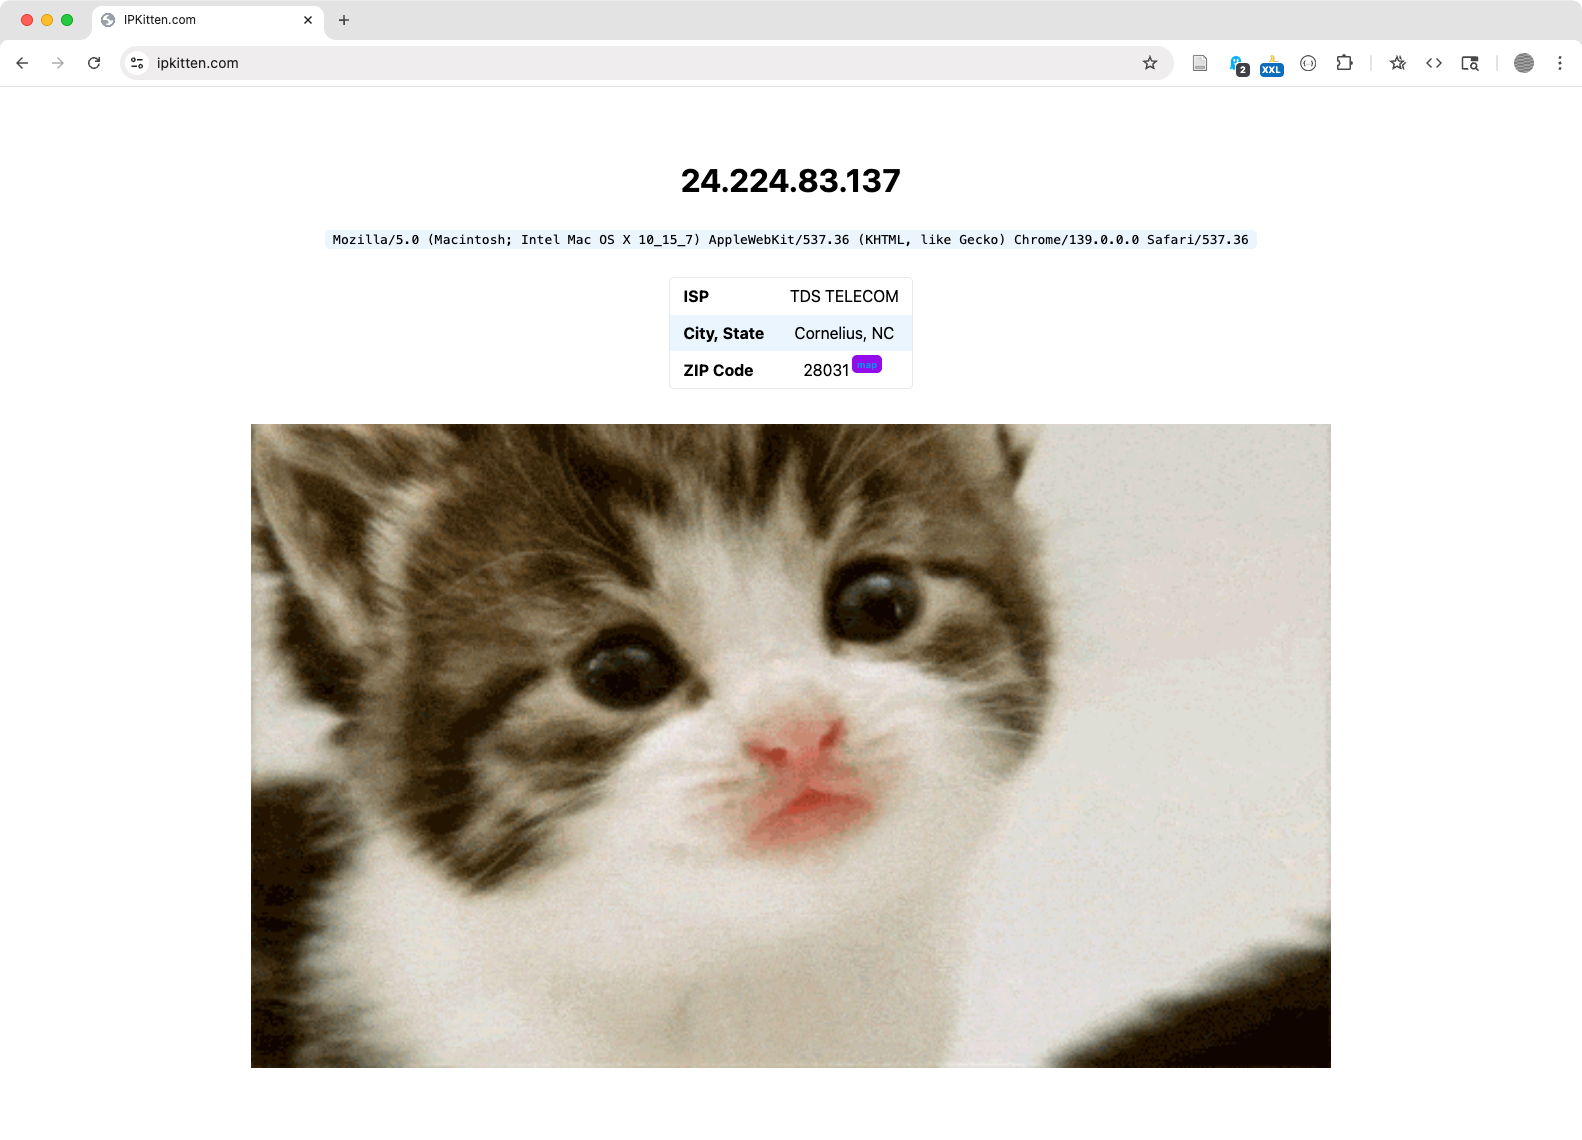 IPKitten.com
ipkitten.com
2
XXL
24.224.83.137
Mozilla/5.0 (Macintosh; Intel Mac OS X 10_15_7) AppleWebKit/537.36 (KHTML, like Gecko) Chrome/139.0.0.0 Safari/537.36
ISP TDS TELECOM
City, State Cornelius, NC
ZIP Code 28031 map